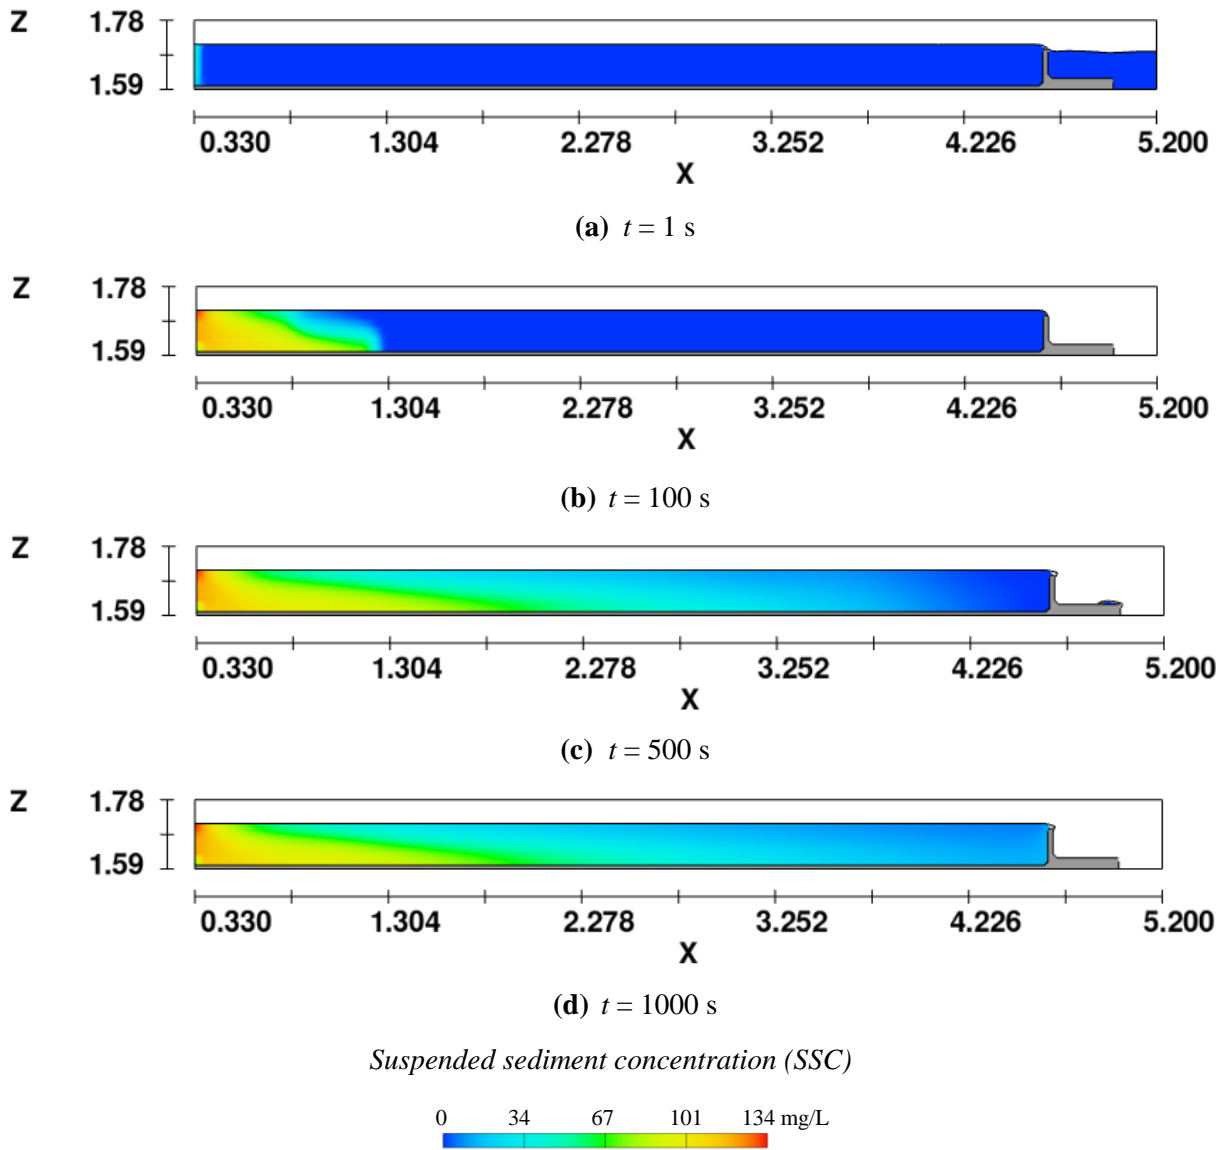 Z 1.78
1.59
0.330 1.304 2.278 3.252 4.226 5.200
X
(a) t = 1 s
Z 1.78
1.59
0.330 1.304 2.278 3.252 4.226 5.200
X
(b) t = 100 s
Z 1.78
1.59
0.330 1.304 2.278 3.252 4.226 5.200
X
(c) t = 500 s
Z 1.78
1.59
0.330 1.304 2.278 3.252 4.226 5.200
X
(d) t = 1000 s
Suspended sediment concentration (SSC)
0 34 67 101 134 mg/L